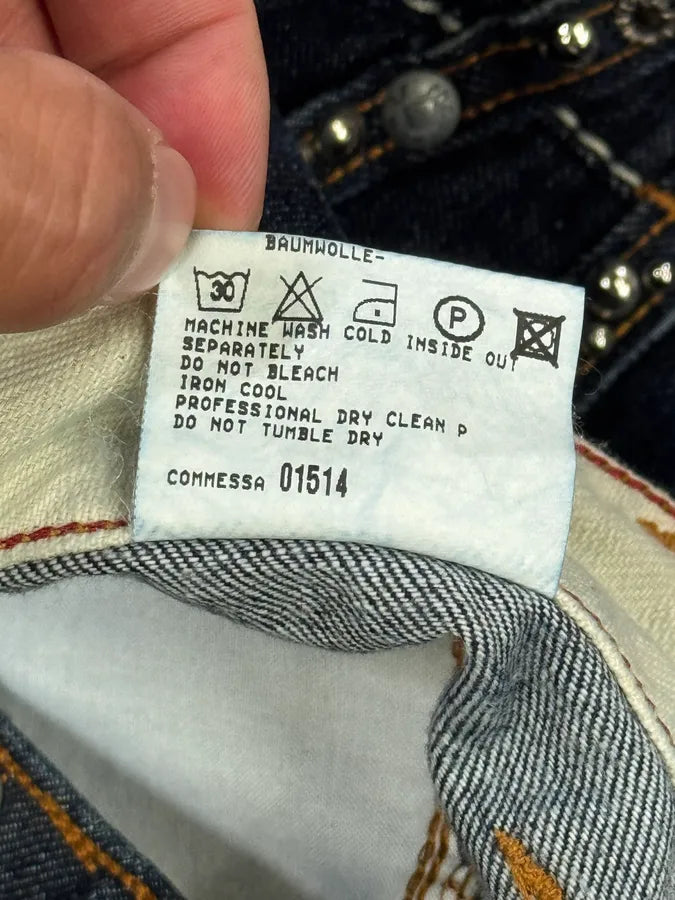 BAUMWOLLE-
30 P
MACHINE WASH COLD INSIDE OUT
SEPARATELY
DO NOT BLEACH
IRON COOL
PROFESSIONAL DRY CLEAN P
DO NOT TUMBLE DRY
COMMESSA 01514